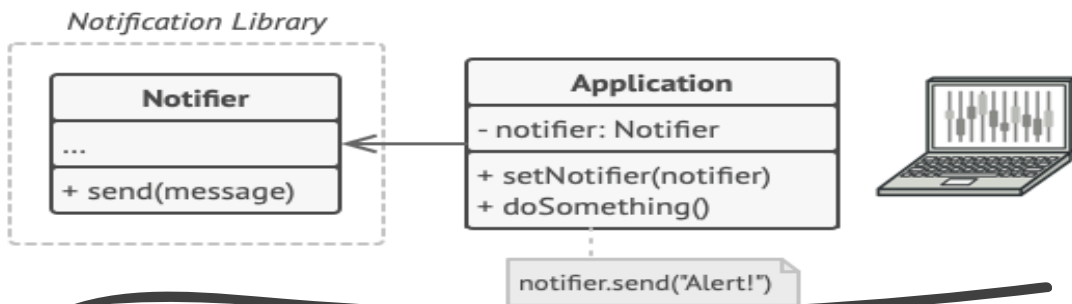 Notification Library
Notifier
...
+ send(message)
Application
- notifier: Notifier
+ setNotifier(notifier)
+ doSomething()
notifier.send("Alert!")